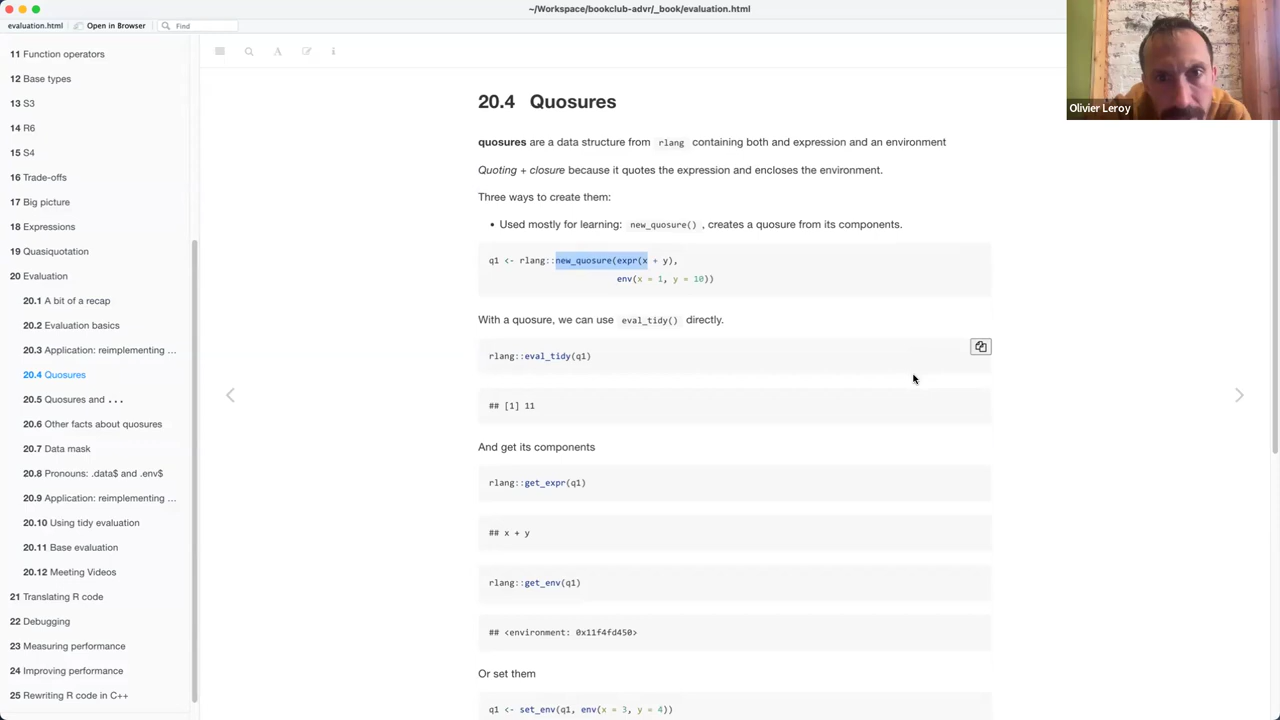 ~/Workspace/bookclub-advr/_book/evaluation.html
evaluation.html
Open in Browser
Find
11 Function operators
12 Base types
13 S3
14 R6
15 S4
16 Trade-offs
17 Big picture
18 Expressions
19 Quasiquotation
20 Evaluation
20.1 A bit of a recap
20.2 Evaluation basics
20.3 Application: reimplementing ...
20.4 Quosures
20.5 Quosures and ...
20.6 Other facts about quosures
20.7 Data mask
20.8 Pronouns: .data$ and .env$
20.9 Application: reimplementing ...
20.10 Using tidy evaluation
20.11 Base evaluation
20.12 Meeting Videos
21 Translating R code
22 Debugging
23 Measuring performance
24 Improving performance
25 Rewriting R code in C++
20.4 Quosures
quosures are a data structure from rlang containing both and expression and an environment
Quoting + closure because it quotes the expression and encloses the environment.
Three ways to create them:
• Used mostly for learning: new_quosure() , creates a quosure from its components.
q1 <- rlang::new_quosure(expr(x + y),
env(x = 1, y = 10))
With a quosure, we can use eval_tidy() directly.
rlang::eval_tidy(q1)
## [1] 11
And get its components
rlang::get_expr(q1)
## x + y
rlang::get_env(q1)
## <environment: 0x11f4fd450>
Or set them
q1 <- set_env(q1, env(x = 3, y = 4))
Olivier Leroy